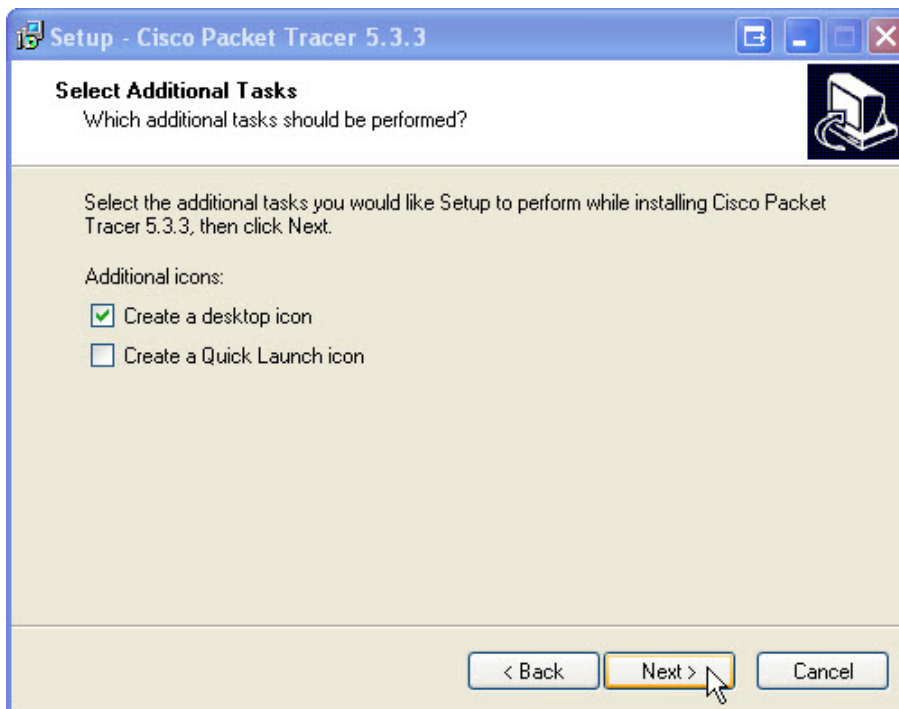 Setup - Cisco Packet Tracer 5.3.3
Select Additional Tasks
Which additional tasks should be performed?
Select the additional tasks you would like Setup to perform while installing Cisco Packet
Tracer 5.3.3, then click Next.
Additional icons:
Create a desktop icon
Create a Quick Launch icon
< Back
Next >
Cancel